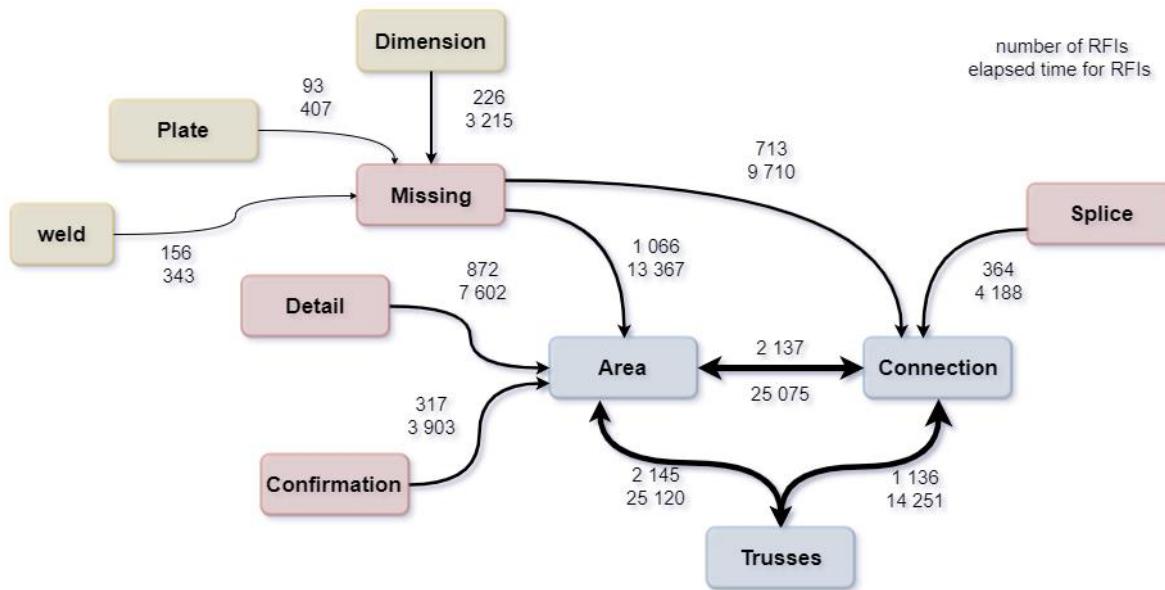 Dimension
number of RFIs
elapsed time for RFIs
93
407
226
3 215
Plate
713
9 710
Missing
Splice
weld
156
343
1 066
13 367
364
4 188
872
7 602
Detail
Area
2 137
25 075
Connection
317
3 903
Confirmation
2 145
25 120
1 136
14 251
Trusses